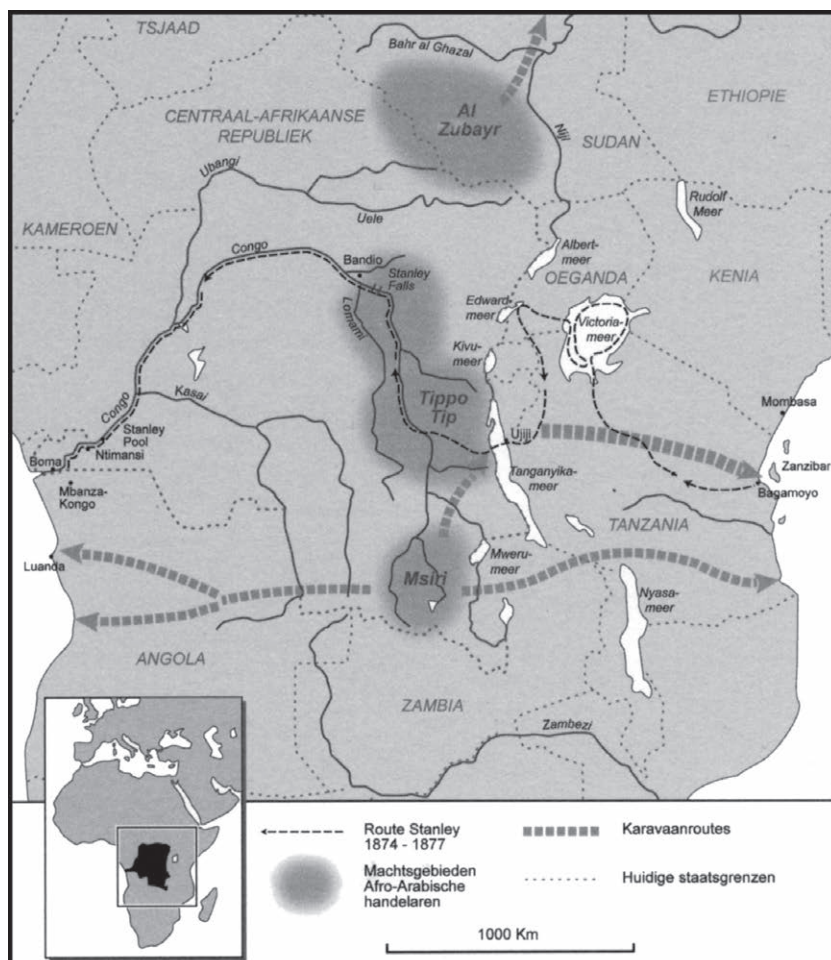 TSJAAD
Bahr al Ghazal
ETHIOPIE
CENTRAAL-AFRIKAANSE
REPUBLIEK
Al
Zubayr
Nijl
SUDAN
Ubangi
Uele
Rudolf
Meer
KAMEROEN
Congo
Bandio
Stanley
Falls
Albert-
meer
OEGANDA
KENIA
Edward-
meer
Victoria-
meer
Lomami
Kivu-
meer
Congo
Kasai
Tippo
Tip
Mombasa
Stanley
Pool
Ntimansi
Boma
Ujiji
Zanzibar
Mbanza-
Kongo
Tanganyika-
meer
Bagamoyo
TANZANIA
Luanda
Msiri
Mweru-
meer
Nyasa-
meer
ANGOLA
ZAMBIA
Zambezi
Route Stanley
1874 - 1877
Karavaanroutes
Machtsgebieden
Afro-Arabische
handelaren
Huidige staatsgrenzen
1000 Km